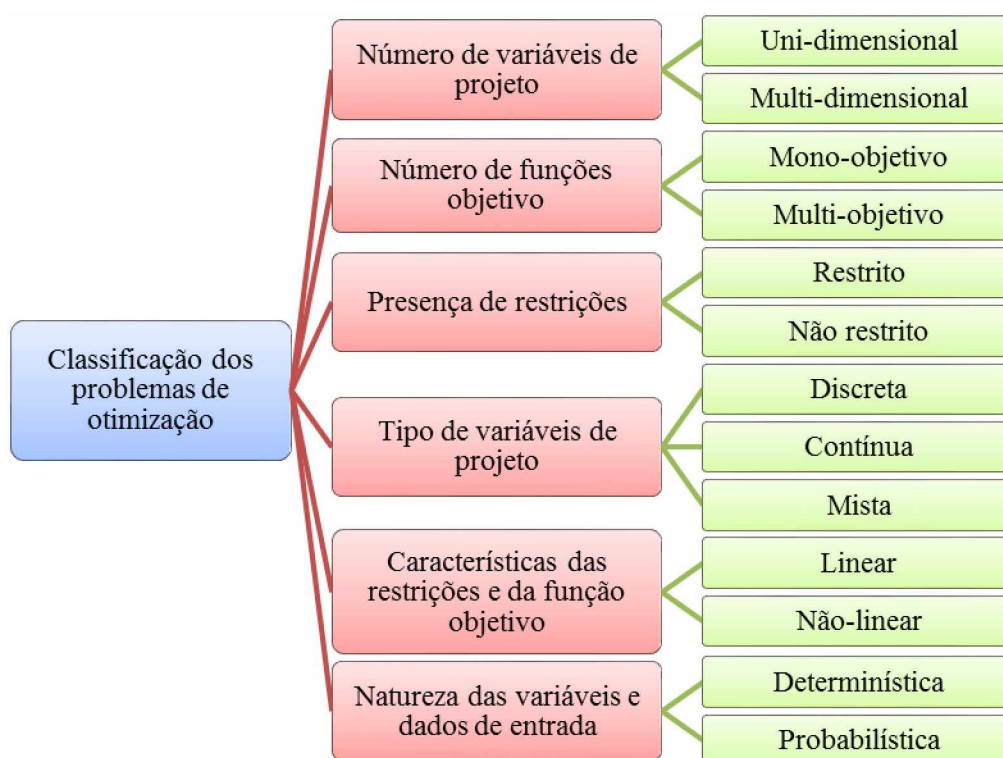 Classificação dos
problemas de
otimização
Número de variáveis de
projeto
Uni-dimensional
Multi-dimensional
Número de funções
objetivo
Mono-objetivo
Multi-objetivo
Presença de restrições
Restrito
Não restrito
Tipo de variáveis de
projeto
Discreta
Contínua
Mista
Características das
restrições e da função
objetivo
Linear
Não-linear
Natureza das variáveis e
dados de entrada
Determinística
Probabilística